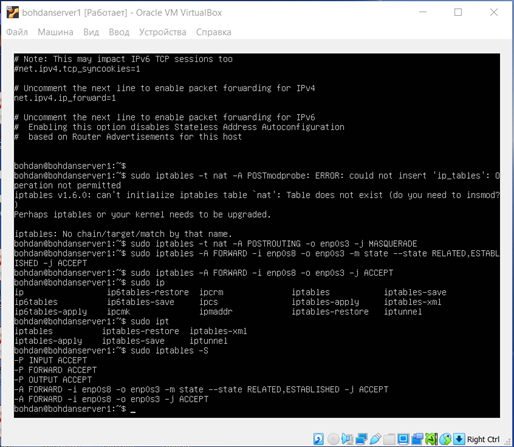 bohdanserver1 [Работает] - Oracle VM VirtualBox
Файл Машина Вид Ввод Устройства Справка
# Note: This may impact IPv6 TCP sessions too
#net.ipv4.tcp_syncookies=1
# Uncomment the next line to enable packet forwarding for IPv4
net.ipv4.ip_forward=1
# Uncomment the next line to enable packet forwarding for IPv6
#  Enabling this option disables Stateless Address Autoconfiguration
#  based on Router Advertisements for this host
bohdan@bohdanserver1:~$
bohdan@bohdanserver1:~$ sudo iptables -t nat -A POSTmodprobe: ERROR: could not insert 'ip_tables': O
peration not permitted
iptables v1.6.0: can't initialize iptables table `nat': Table does not exist (do you need to insmod?
)
Perhaps iptables or your kernel needs to be upgraded.
iptables: No chain/target/match by that name.
bohdan@bohdanserver1:~$ sudo iptables -t nat -A POSTROUTING -o enp0s3 -j MASQUERADE
bohdan@bohdanserver1:~$ sudo iptables -A FORWARD -i enp0s8 -o enp0s3 -m state --state RELATED,ESTABL
ISHED -j ACCEPT
bohdan@bohdanserver1:~$ sudo iptables -A FORWARD -i enp0s8 -o enp0s3 -j ACCEPT
bohdan@bohdanserver1:~$ sudo ip
ip ip6tables-restore ipcrm iptables iptables-save
ip6tables ip6tables-save ipcs iptables-apply iptables-xml
ip6tables-apply ipcmk ipmaddr iptables-restore iptunnel
bohdan@bohdanserver1:~$ sudo ipt
iptables iptables-restore iptables-xml
iptables-apply iptables-save iptunnel
bohdan@bohdanserver1:~$ sudo iptables -S
-P INPUT ACCEPT
-P FORWARD ACCEPT
-P OUTPUT ACCEPT
-A FORWARD -i enp0s8 -o enp0s3 -m state --state RELATED,ESTABLISHED -j ACCEPT
-A FORWARD -i enp0s8 -o enp0s3 -j ACCEPT
bohdan@bohdanserver1:~$ _
Right Ctrl